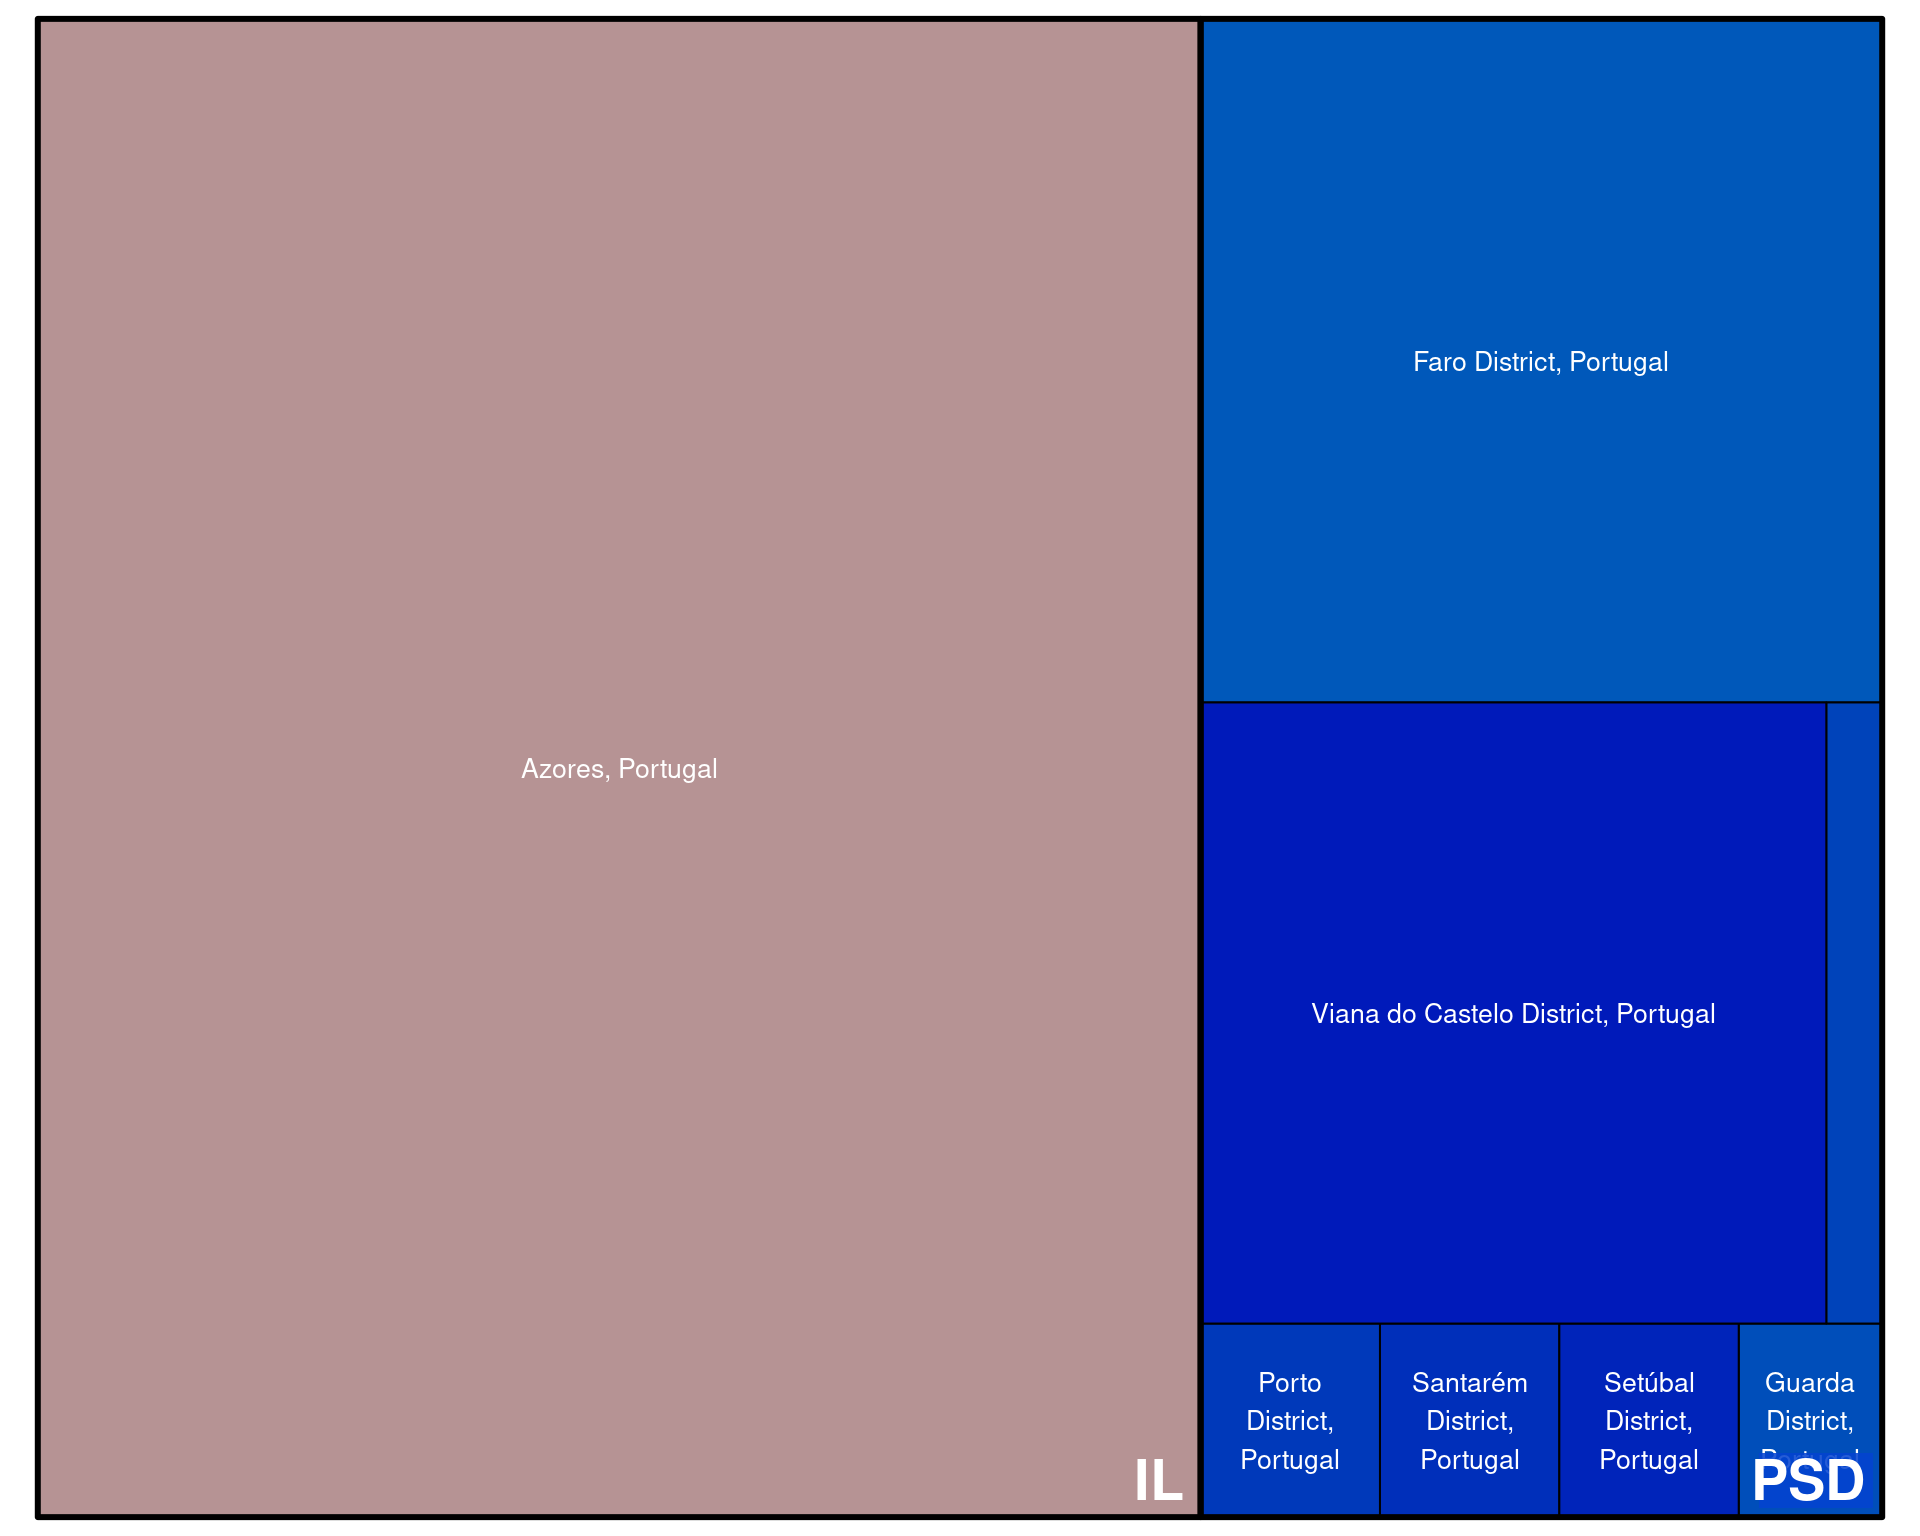 Azores, Portugal
IL
Faro District, Portugal
Viana do Castelo District, Portugal
Porto
District,
Portugal
Santarém
District,
Portugal
Setúbal
District,
Portugal
Guarda
District,
Portugal
PSD